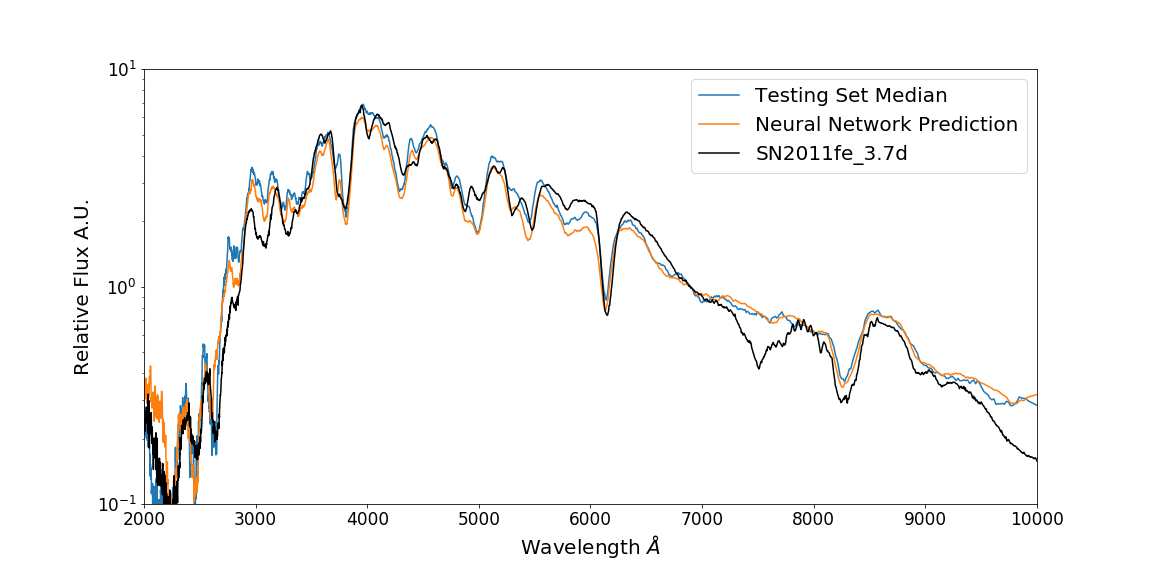 Relative Flux A.U.
10¹
10⁰
10⁻¹
Testing Set Median
Neural Network Prediction
SN2011fe_3.7d
2000 3000 4000 5000 6000 7000 8000 9000 10000
Wavelength Å